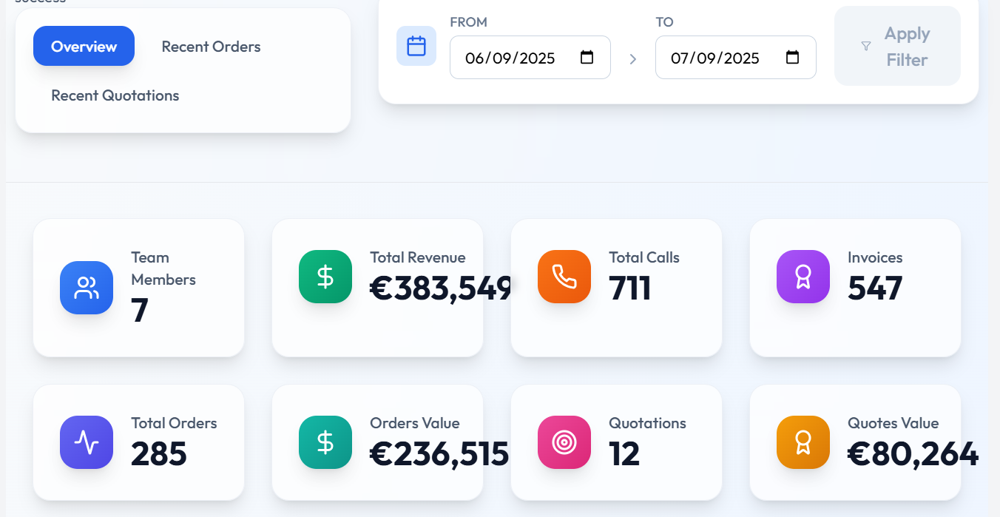 success
Overview
Recent Orders
Recent Quotations
FROM
06/09/2025
TO
07/09/2025
Apply
Filter
Team
Members
7
Total Revenue
€383,549
Total Calls
711
Invoices
547
Total Orders
285
Orders Value
€236,515
Quotations
12
Quotes Value
€80,264